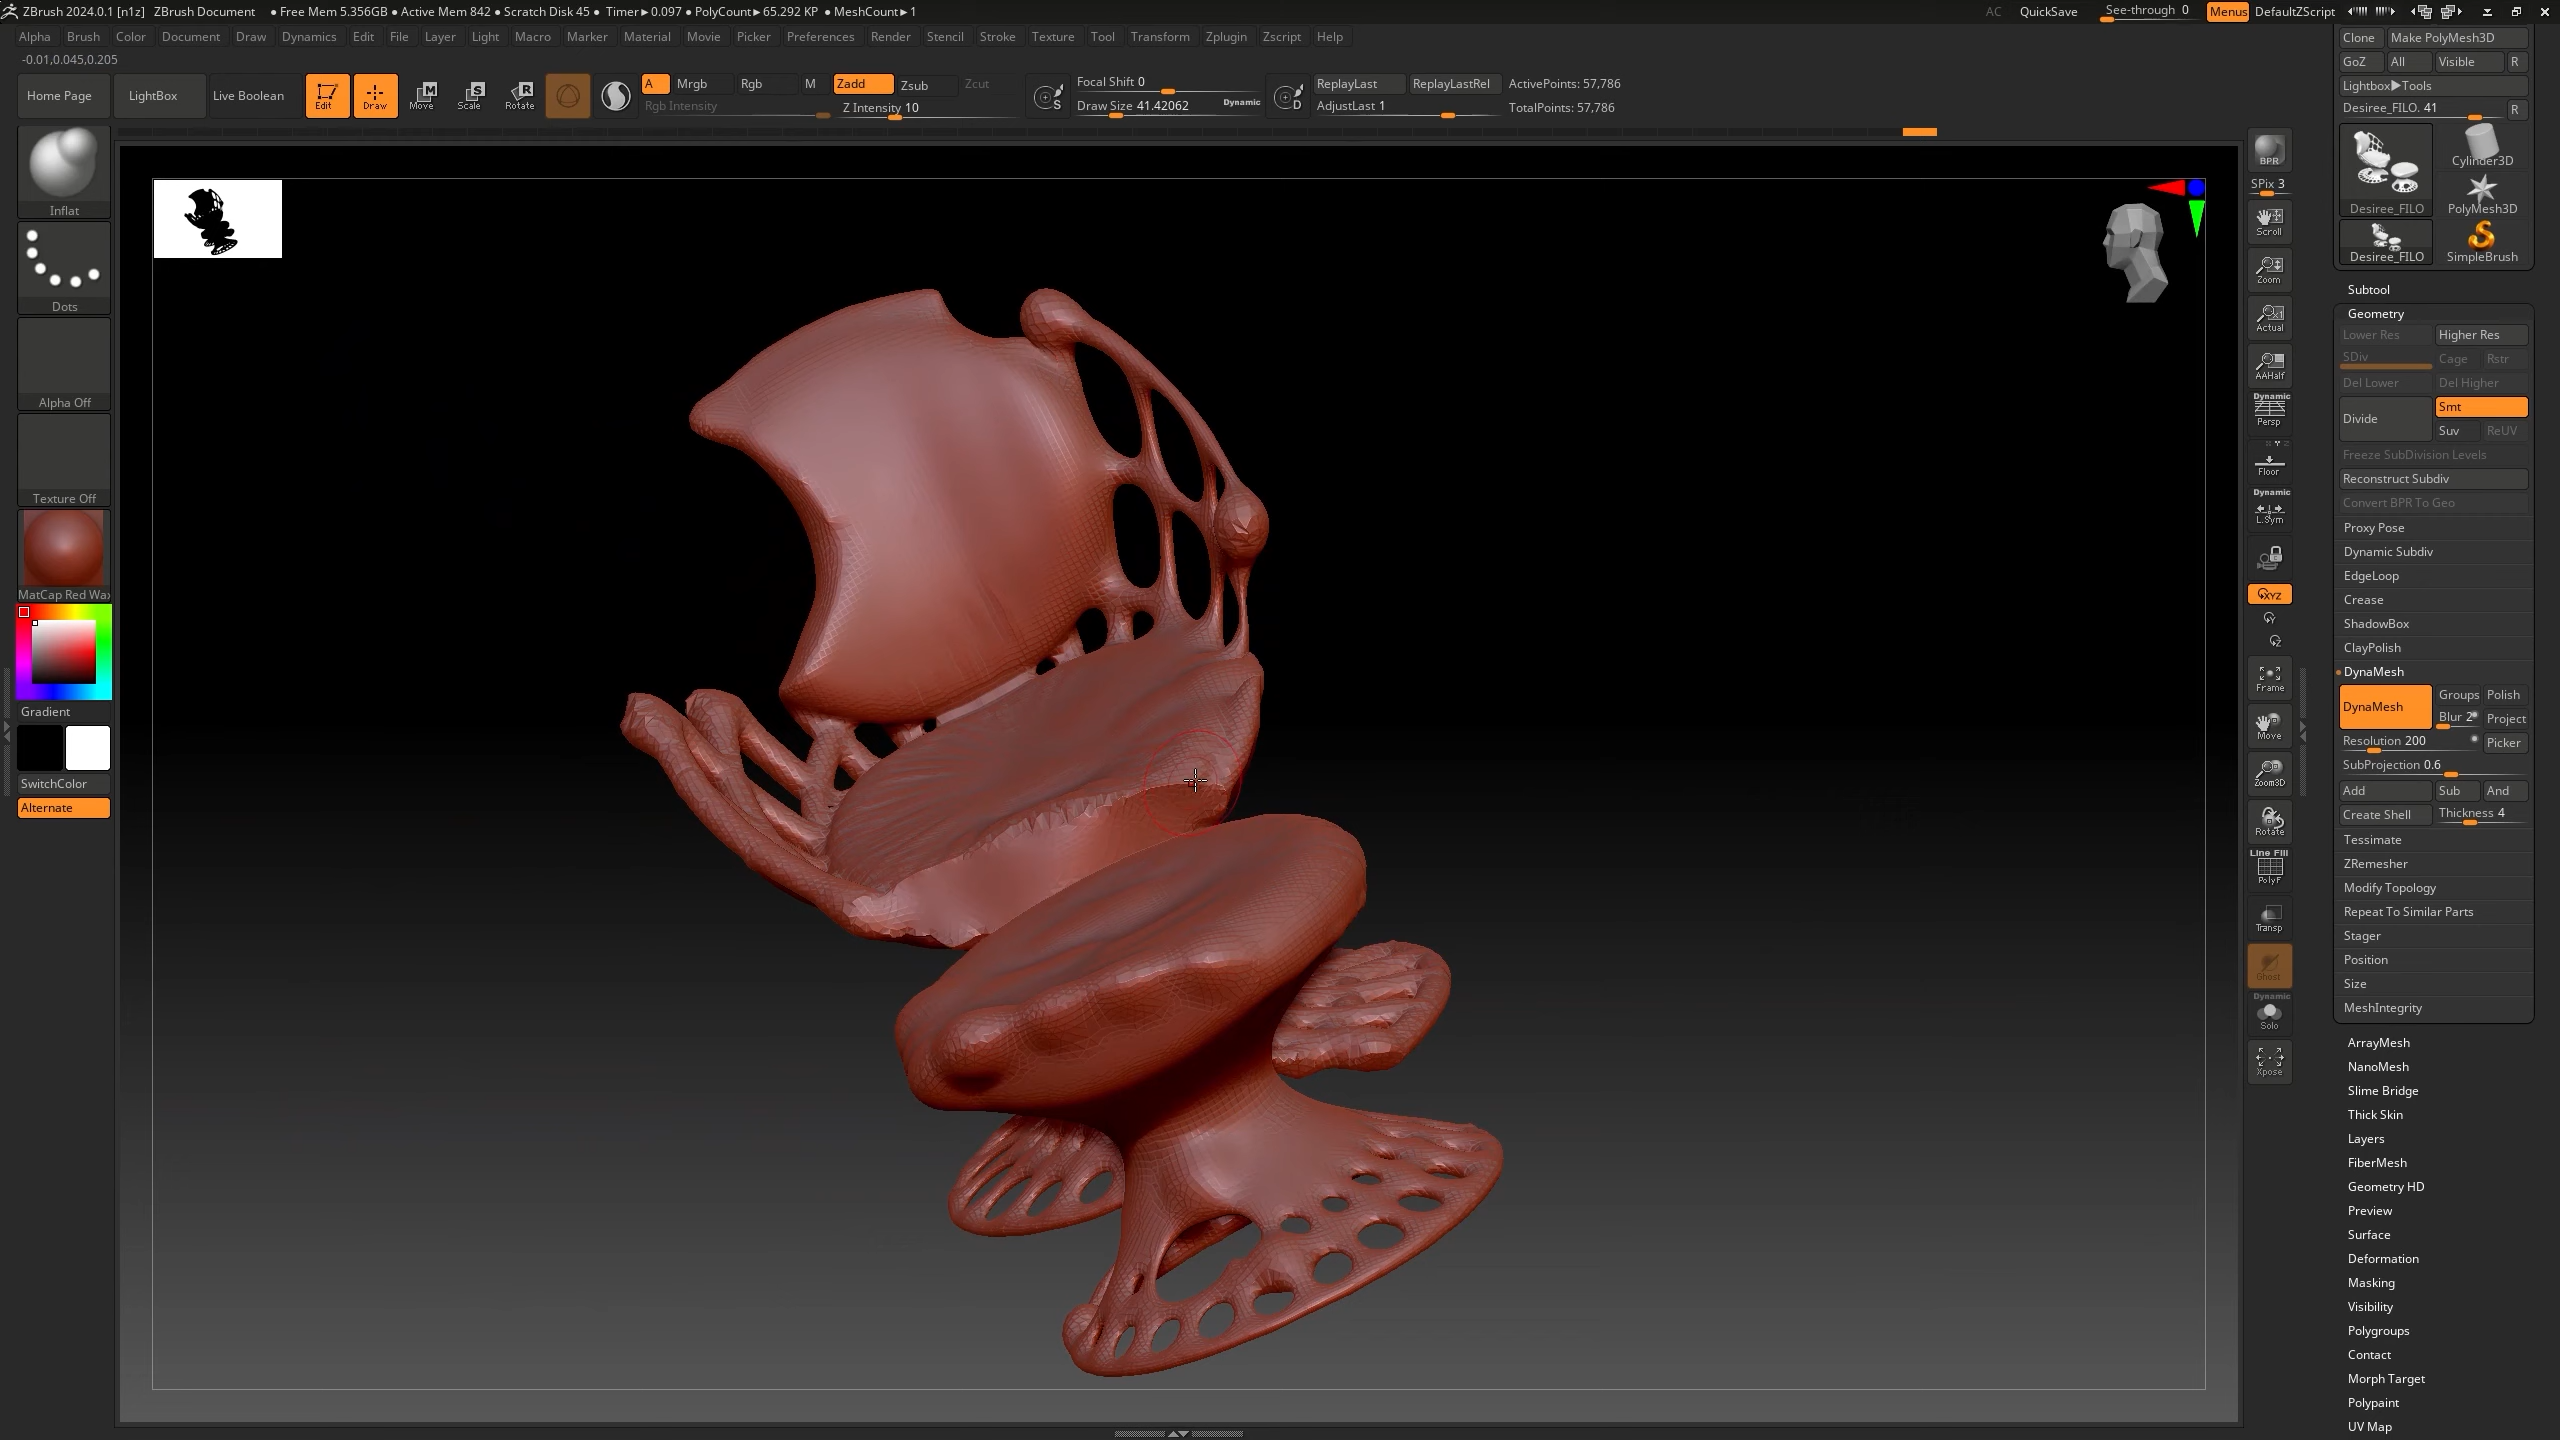 ZBrush 2024.0.1 [n1z] ZBrush Document ● Free Mem 5.356GB ● Active Mem 842 ● Scratch Disk 45 ● Timer▸0.097 ● PolyCount▸65.292 KP ● MeshCount▸1 AC QuickSave See-through 0 Menus DefaultZScript
Alpha Brush Color Document Draw Dynamics Edit File Layer Light Macro Marker Material Movie Picker Preferences Render Stencil Stroke Texture Tool Transform Zplugin Zscript Help
-0.01,0.045,0.205
Home Page LightBox Live Boolean Edit Draw Move Scale Rotate
A Mrgb Rgb M Zadd Zsub Zcut
Rgb Intensity Z Intensity 10
Focal Shift 0
Draw Size 41.42062 Dynamic
ReplayLast ReplayLastRel ActivePoints: 57,786
AdjustLast 1 TotalPoints: 57,786
Inflat
Dots
Alpha Off
Texture Off
MatCap Red Wax
Gradient
SwitchColor
Alternate
BPR
SPix 3
Scroll
Zoom
Actual
AAHalf
Dynamic
Persp
Floor
Dynamic
L.Sym
XYZ
Frame
Move
Zoom3D
Rotate
Line Fill
PolyF
Transp
Ghost
Dynamic
Solo
Xpose
Clone Make PolyMesh3D
GoZ All Visible R
Lightbox▶Tools
Desiree_FILO. 41 R
Desiree_FILO Cylinder3D
PolyMesh3D
Desiree_FILO SimpleBrush
Subtool
Geometry
Lower Res Higher Res
SDiv Cage Rstr
Del Lower Del Higher
Divide Smt
Suv ReUV
Freeze SubDivision Levels
Reconstruct Subdiv
Convert BPR To Geo
Proxy Pose
Dynamic Subdiv
EdgeLoop
Crease
ShadowBox
ClayPolish
DynaMesh
DynaMesh Groups Polish
Blur 2 Project
Resolution 200 Picker
SubProjection 0.6
Add Sub And
Create Shell Thickness 4
Tessimate
ZRemesher
Modify Topology
Repeat To Similar Parts
Stager
Position
Size
MeshIntegrity
ArrayMesh
NanoMesh
Slime Bridge
Thick Skin
Layers
FiberMesh
Geometry HD
Preview
Surface
Deformation
Masking
Visibility
Polygroups
Contact
Morph Target
Polypaint
UV Map